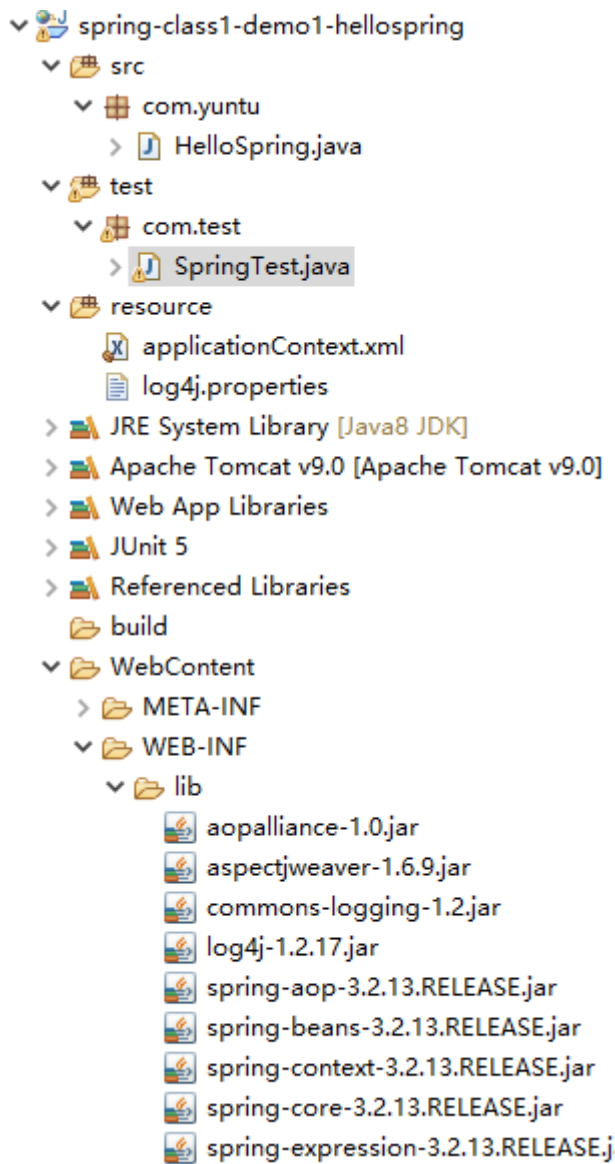 spring-class1-demo1-hellospring
src
com.yuntu
HelloSpring.java
test
com.test
SpringTest.java
resource
applicationContext.xml
log4j.properties
JRE System Library [Java8 JDK]
Apache Tomcat v9.0 [Apache Tomcat v9.0]
Web App Libraries
JUnit 5
Referenced Libraries
build
WebContent
META-INF
WEB-INF
lib
aopalliance-1.0.jar
aspectjweaver-1.6.9.jar
commons-logging-1.2.jar
log4j-1.2.17.jar
spring-aop-3.2.13.RELEASE.jar
spring-beans-3.2.13.RELEASE.jar
spring-context-3.2.13.RELEASE.jar
spring-core-3.2.13.RELEASE.jar
spring-expression-3.2.13.RELEASE.j